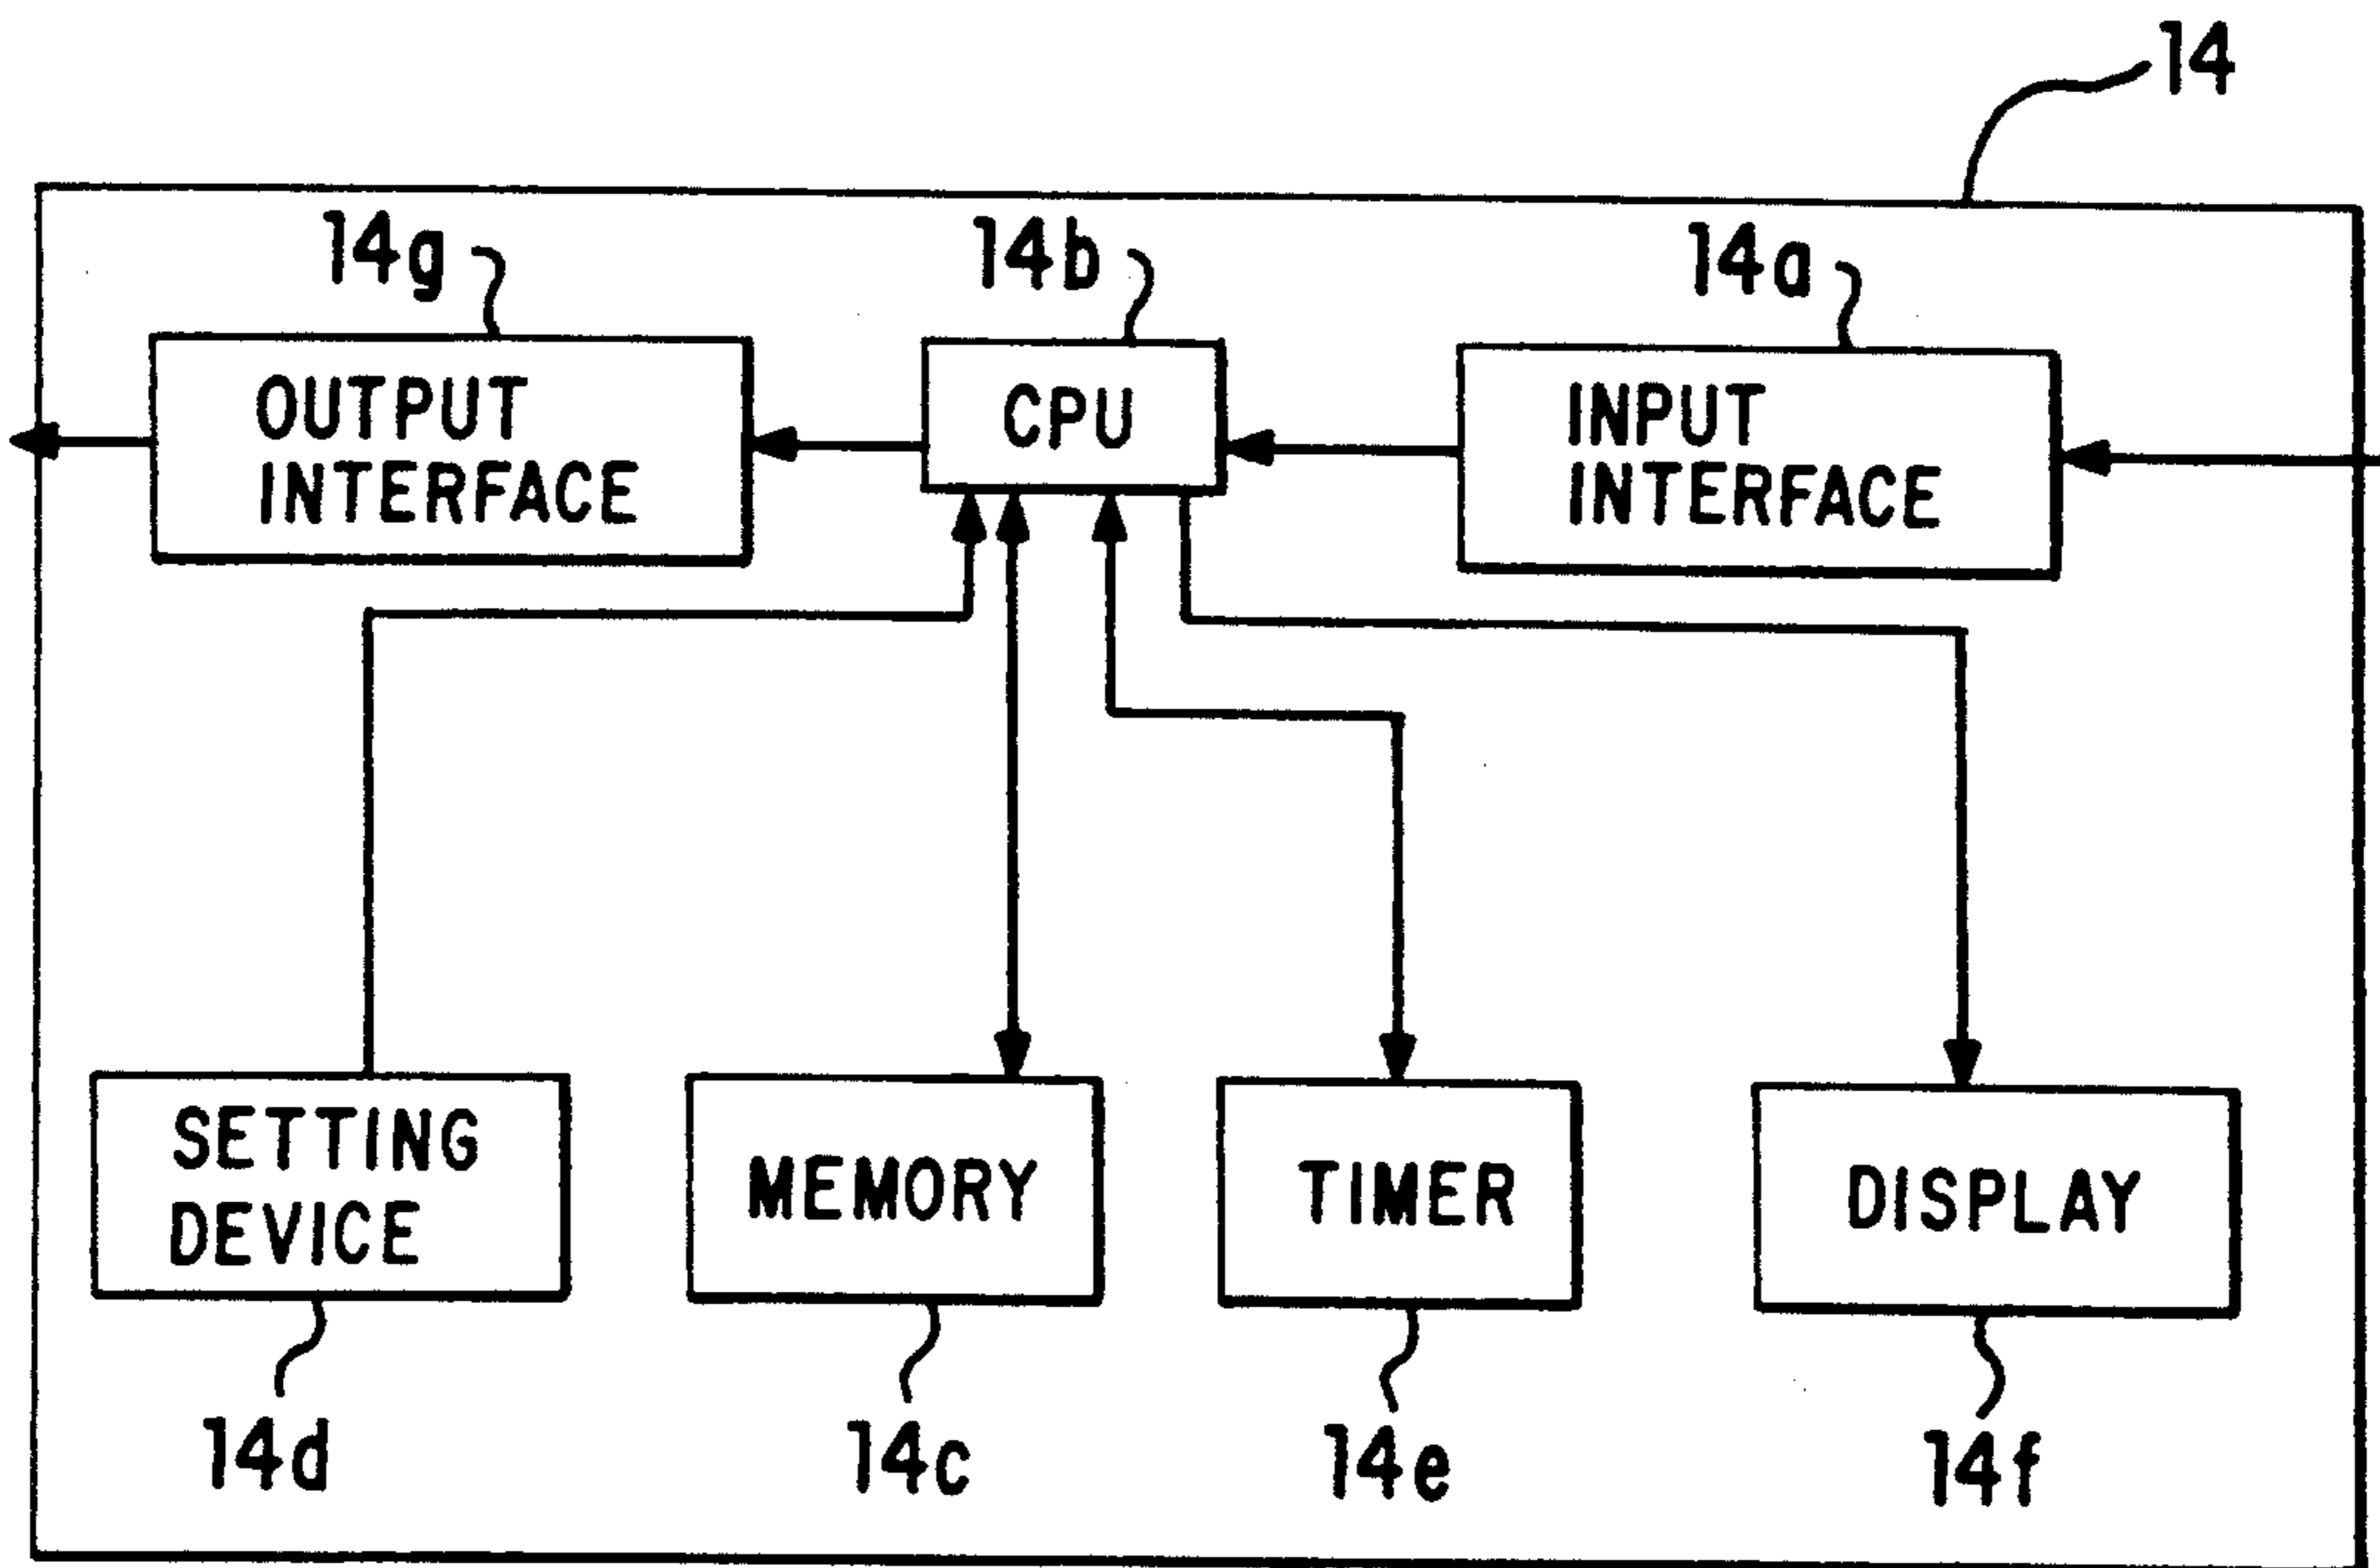 14
14g
14b
14a
OUTPUT
INTERFACE
CPU
INPUT
INTERFACE
SETTING
DEVICE
MEMORY
TIMER
DISPLAY
14d
14c
14e
14f